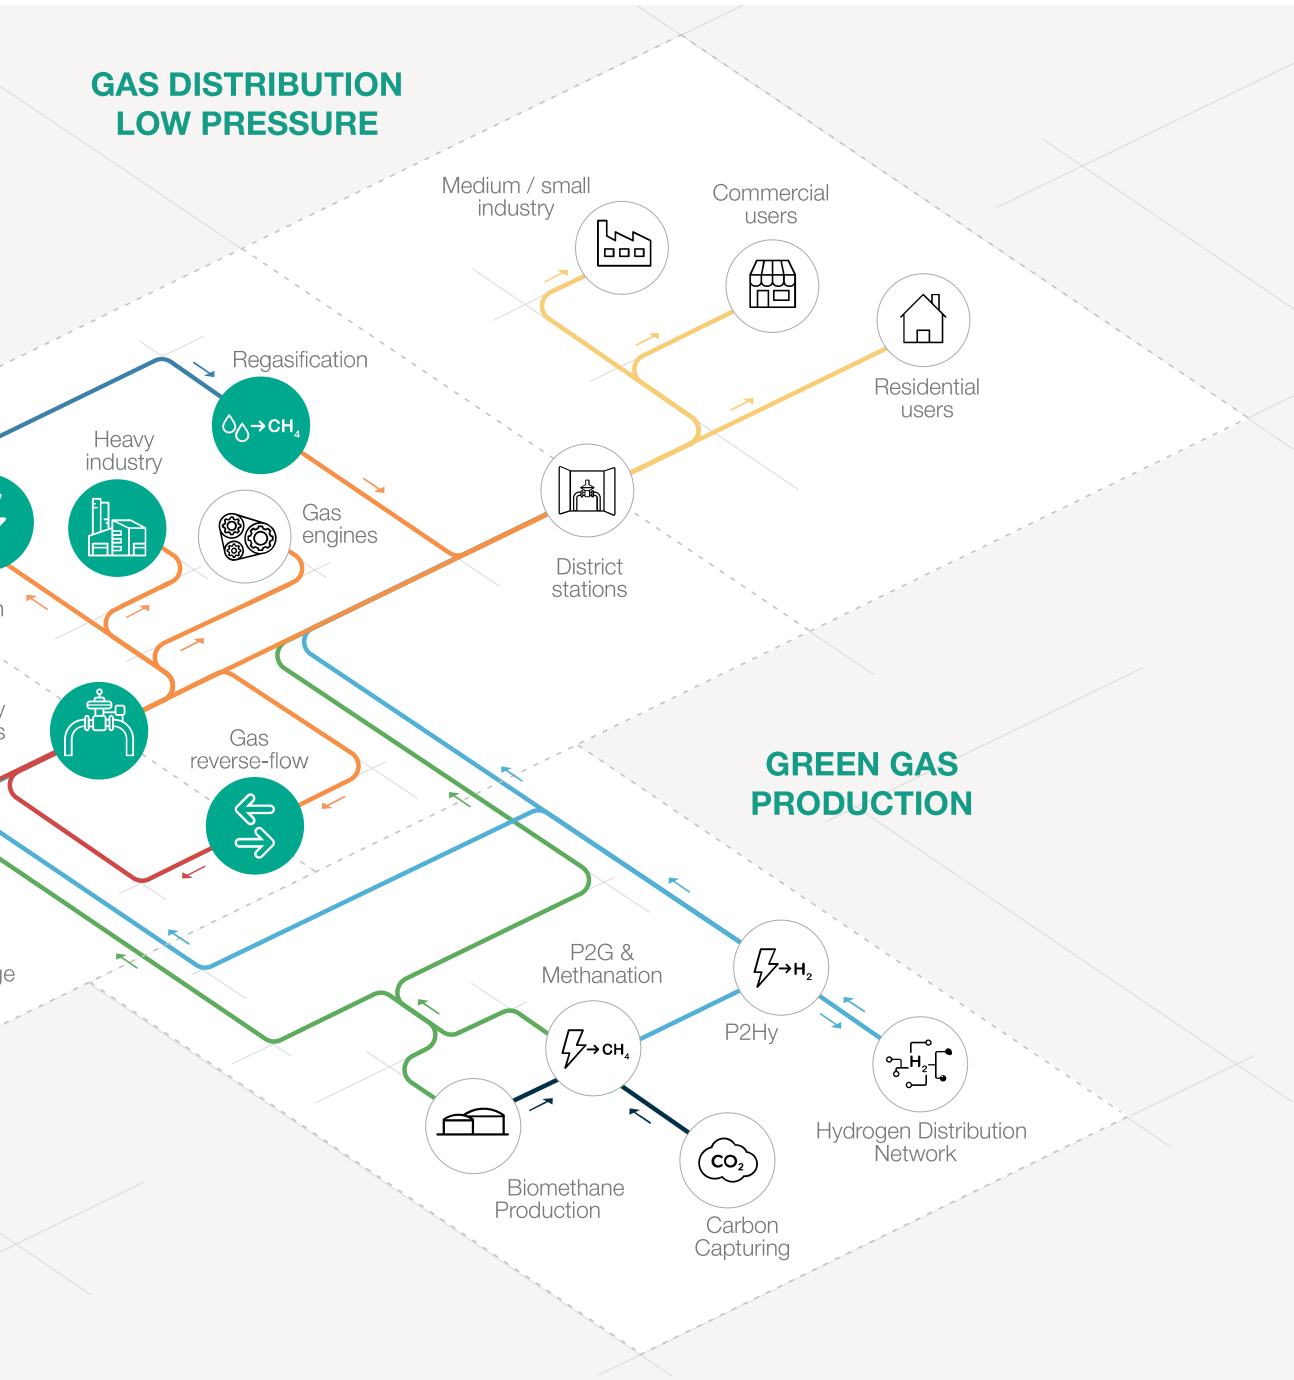 GAS DISTRIBUTION
LOW PRESSURE
Medium / small
industry
Commercial
users
Residential
users
Regasification
→CH₄
Heavy
industry
Gas
engines
District
stations
Gas
reverse-flow
GREEN GAS
PRODUCTION
P2G &
Methanation
→CH₄
→H₂
P2Hy
H₂
Hydrogen Distribution
Network
Biomethane
Production
CO₂
Carbon
Capturing